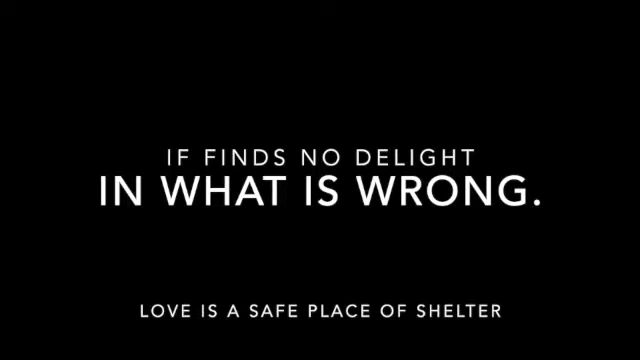 IF FINDS NO DELIGHT
IN WHAT IS WRONG.
LOVE IS A SAFE PLACE OF SHELTER